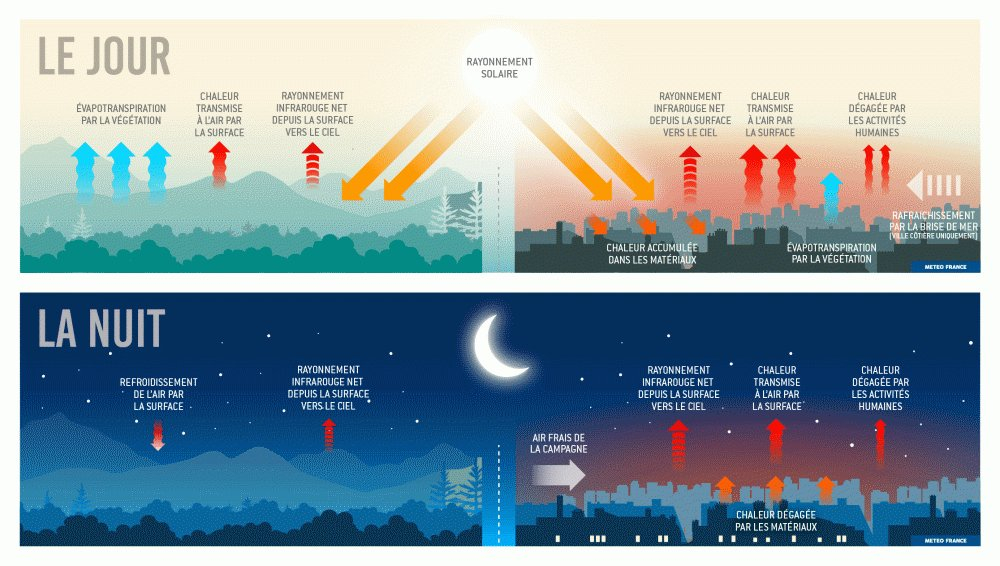 LE JOUR
RAYONNEMENT
SOLAIRE
ÉVAPOTRANSPIRATION
PAR LA VÉGÉTATION
CHALEUR
TRANSMISE
À L'AIR PAR
LA SURFACE
RAYONNEMENT
INFRAROUGE NET
DEPUIS LA SURFACE
VERS LE CIEL
RAYONNEMENT
INFRAROUGE NET
DEPUIS LA SURFACE
VERS LE CIEL
CHALEUR
TRANSMISE
À L'AIR PAR
LA SURFACE
CHALEUR
DÉGAGÉE PAR
LES ACTIVITÉS
HUMAINES
RAFRAICHISSEMENT
PAR LA BRISE DE MER
(VILLE CÔTIÈRE UNIQUEMENT)
CHALEUR ACCUMULÉE
DANS LES MATÉRIAUX
ÉVAPOTRANSPIRATION
PAR LA VÉGÉTATION
METEO FRANCE
LA NUIT
REFROIDISSEMENT
DE L'AIR PAR
LA SURFACE
RAYONNEMENT
INFRAROUGE NET
DEPUIS LA SURFACE
VERS LE CIEL
RAYONNEMENT
INFRAROUGE NET
DEPUIS LA SURFACE
VERS LE CIEL
CHALEUR
TRANSMISE
À L'AIR PAR
LA SURFACE
CHALEUR
DÉGAGÉE PAR
LES ACTIVITÉS
HUMAINES
AIR FRAIS DE
LA CAMPAGNE
CHALEUR DÉGAGÉE
PAR LES MATÉRIAUX
METEO FRANCE